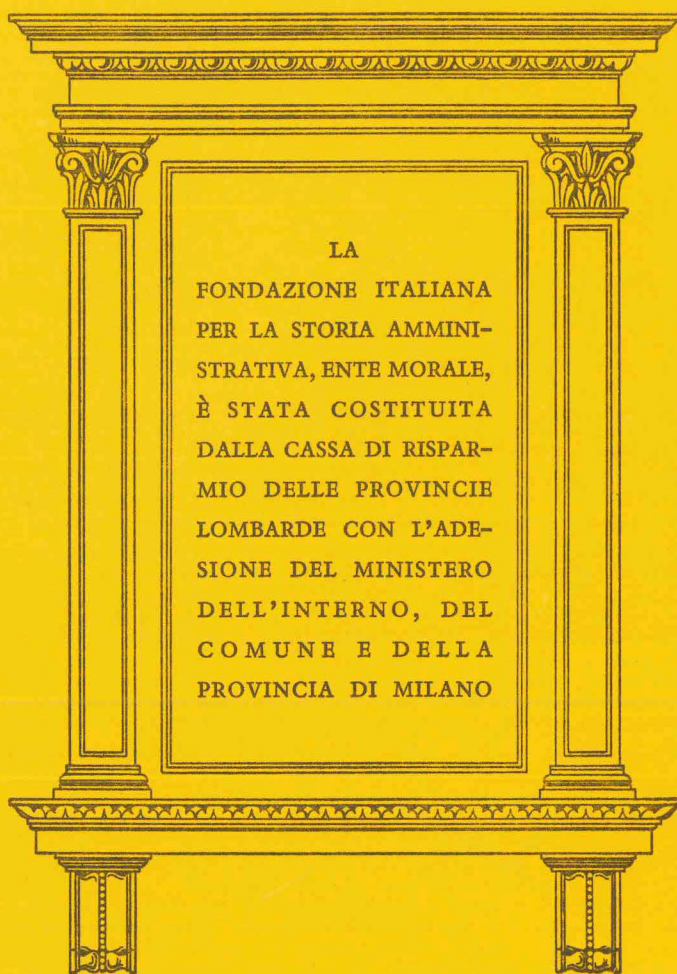 LA
FONDAZIONE ITALIANA
PER LA STORIA AMMINI–
STRATIVA, ENTE MORALE,
È STATA COSTITUITA
DALLA CASSA DI RISPAR–
MIO DELLE PROVINCIE
LOMBARDE CON L'ADE–
SIONE DEL MINISTERO
DELL'INTERNO, DEL
COMUNE E DELLA
PROVINCIA DI MILANO